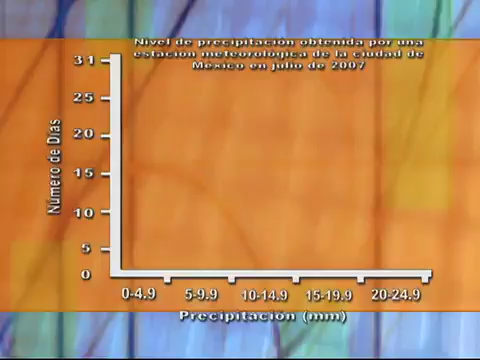 Nivel de precipitación obtenida por una
estación meteorológica de la ciudad de
México en julio de 2007
31
25
20
15
10
5
0
Número de Días
0-4.9 5-9.9 10-14.9 15-19.9 20-24.9
Precipitación (mm)